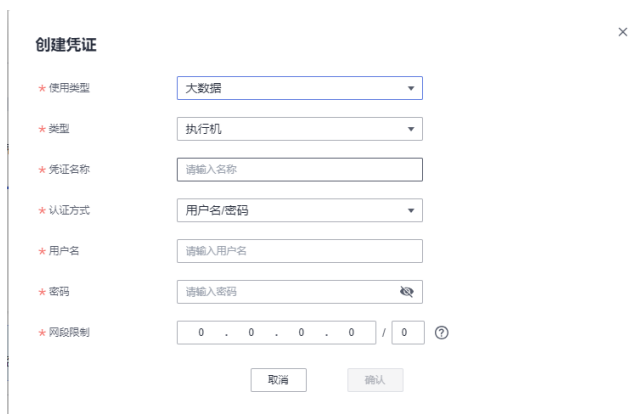 创建凭证
* 使用类型 大数据
* 类型 执行机
* 凭证名称 请输入名称
* 认证方式 用户名/密码
* 用户名 请输入用户名
* 密码 请输入密码
* 网段限制 0 . 0 . 0 . 0 / 0
取消 确认